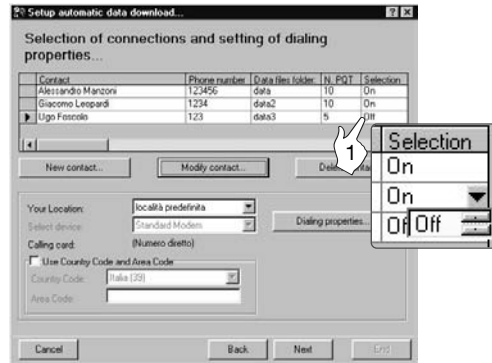 Setup automatic data download...
Selection of connections and setting of dialing
properties...
Contact Phone number Data files folder: N. PQT Selection
Alessandro Manzoni 123456 data 10 On
Giacomo Leopardi 1234 data2 10 On
Ugo Foscolo 123 data3 5 Off
1
Selection
On
On
Of Off
New contact... Modify contact... Dele ntac
Your Location: località predefinita
Select device: Standard Modem Dialing properties...
Calling card: (Numero diretto)
Use Country Code and Area Code
Country Code: Italia (39)
Area Code:
Cancel Back Next End